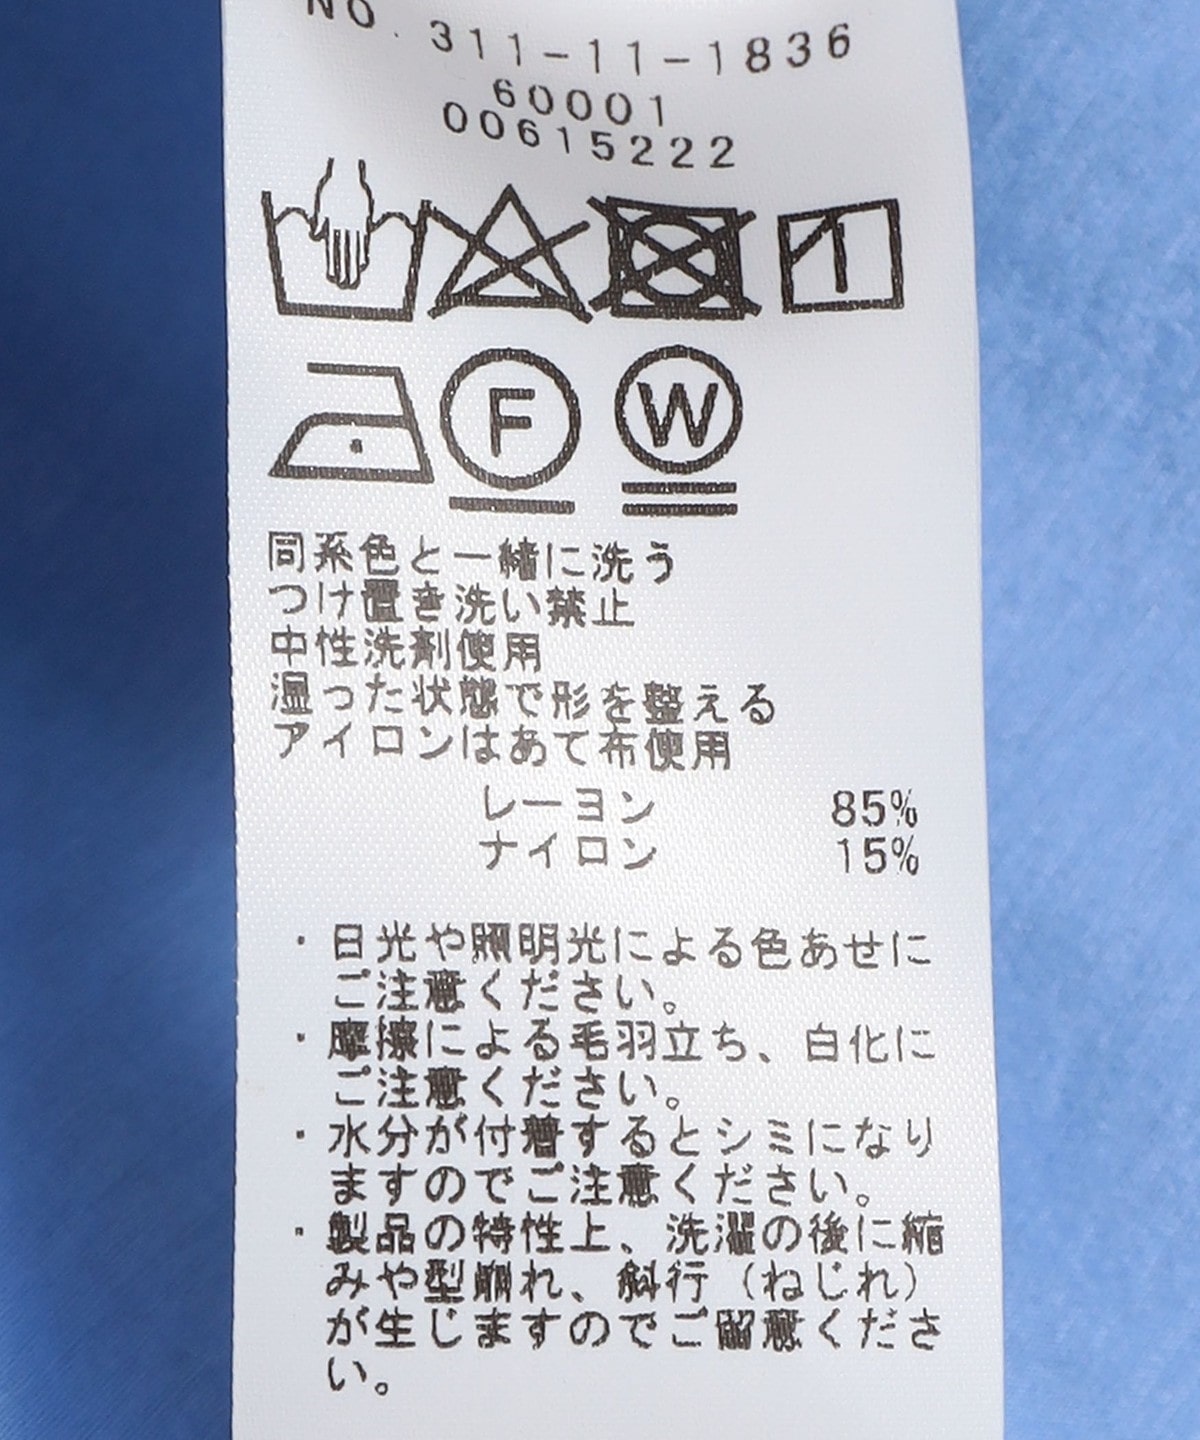 NO. 311-11-1836
60001
00615222
F
W
同系色と一緒に洗う
つけ置き洗い禁止
中性洗剤使用
湿った状態で形を整える
アイロンはあて布使用
レーヨン 85%
ナイロン 15%
・日光や照明光による色あせに
ご注意ください。
・摩擦による毛羽立ち、白化に
ご注意ください。
・水分が付着するとシミになり
ますのでご注意ください。
・製品の特性上、洗濯の後に縮
みや型崩れ、斜行（ねじれ）
が生じますのでご留意くださ
い。